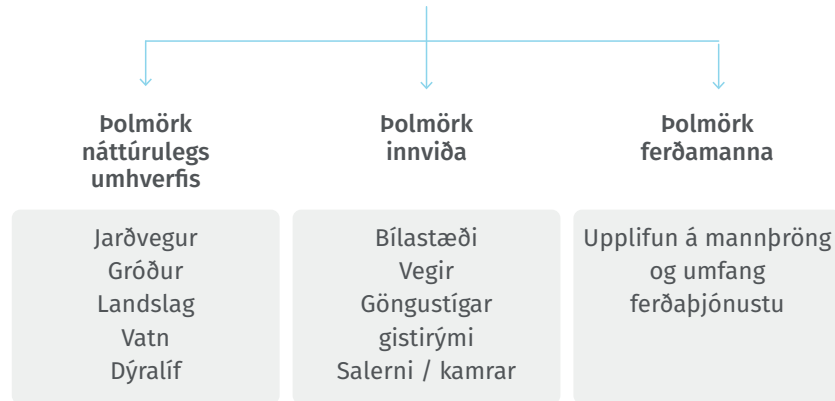 Þolmörk
náttúrulegs
umhverfis
Jarðvegur
Gróður
Landslag
Vatn
Dýralíf
Þolmörk
innviða
Bílastæði
Vegir
Göngustígar
gistirými
Salerni / kamrar
Þolmörk
ferðamanna
Upplifun á mannþröng
og umfang
ferðaþjónustu